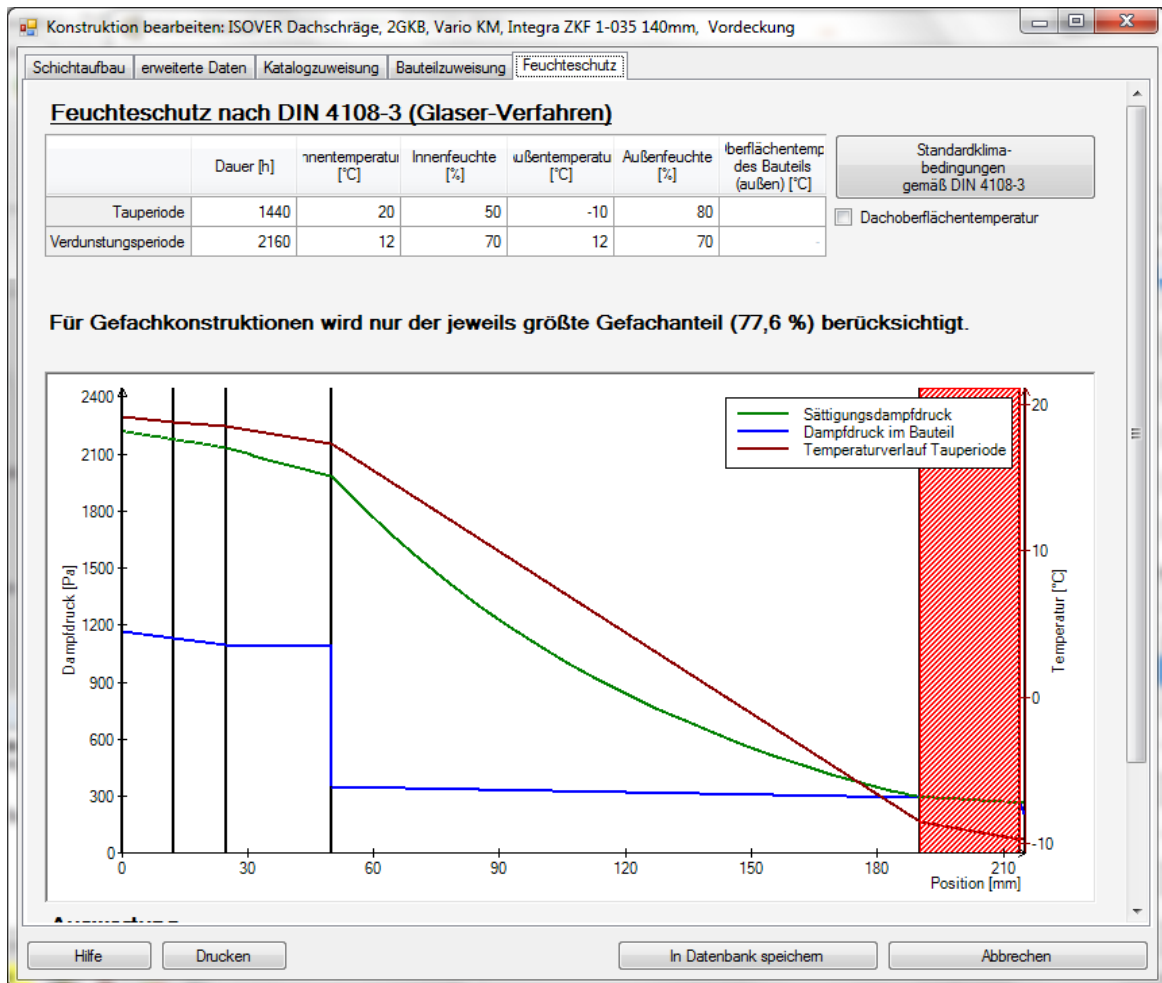 Konstruktion bearbeiten: ISOVER Dachschräge, 2GKB, Vario KM, Integra ZKF 1-035 140mm, Vordeckung
Schichtaufbau erweiterte Daten Katalogzuweisung Bauteilzuweisung Feuchteschutz
Feuchteschutz nach DIN 4108-3 (Glaser-Verfahren)
Dauer [h] nnentemperatur [°C] Innenfeuchte [%] ußentemperatu [°C] Außenfeuchte [%] berflächentemp des Bauteils (außen) [°C]
Tauperiode 1440 20 50 -10 80
Verdunstungsperiode 2160 12 70 12 70 -
Standardklima-
bedingungen
gemäß DIN 4108-3
Dachoberflächentemperatur
Für Gefachkonstruktionen wird nur der jeweils größte Gefachanteil (77,6 %) berücksichtigt.
Sättigungsdampfdruck
Dampfdruck im Bauteil
Temperaturverlauf Tauperiode
2400
2100
1800
1500
1200
900
600
300
0
Dampfdruck [Pa]
20
10
0
-10
Temperatur [°C]
0 30 60 90 120 150 180 210
Position [mm]
Hilfe Drucken In Datenbank speichern Abbrechen